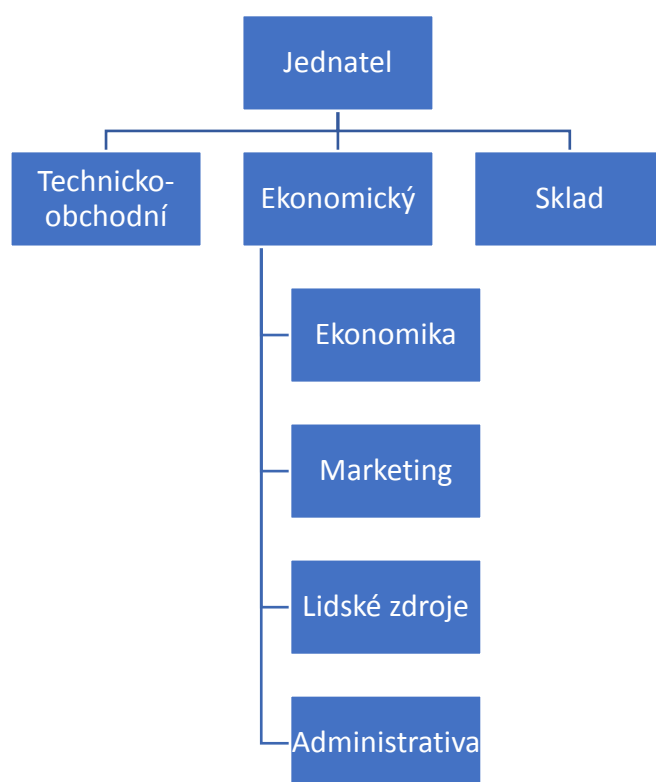 Jednatel
Technicko-
obchodní
Ekonomický
Sklad
Ekonomika
Marketing
Lidské zdroje
Administrativa